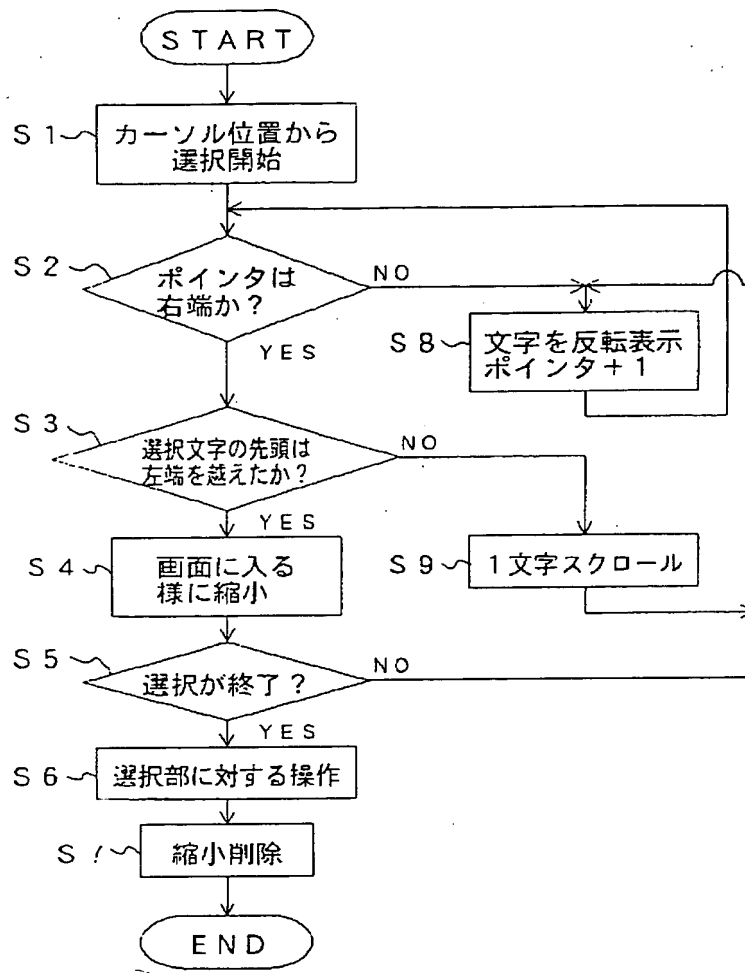 START
S1
カーソル位置から
選択開始
S2
ポインタは
右端か?
NO
YES
S8
文字を反転表示
ポインタ+1
S3
選択文字の先頭は
左端を越えたか?
NO
YES
S4
画面に入る
様に縮小
S9
1文字スクロール
S5
選択が終了?
NO
YES
S6
選択部に対する操作
S
縮小削除
END